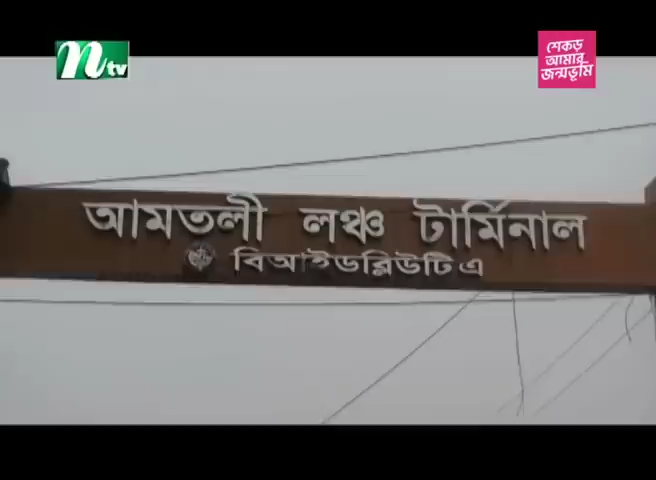 ntv
শেকড়
আমার
জন্মভূমি
আমতলী লঞ্চ টার্মিনাল
বিআইডব্লিউটিএ